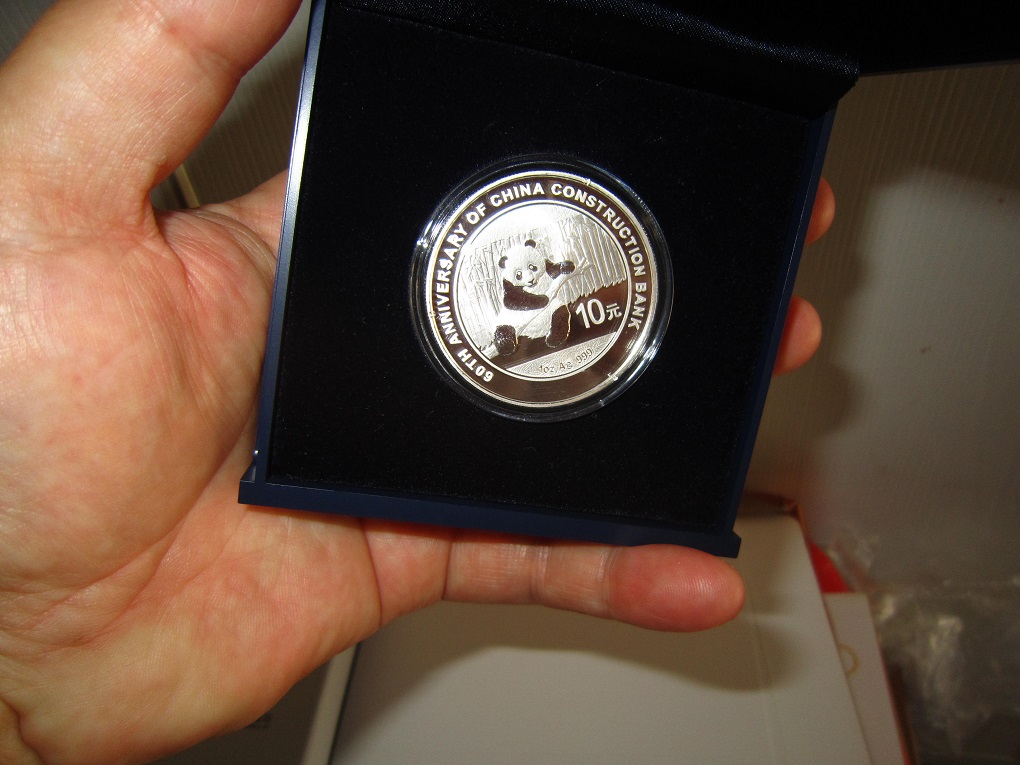 60TH ANNIVERSARY OF CHINA CONSTRUCTION BANK
10元
1oz Ag .999